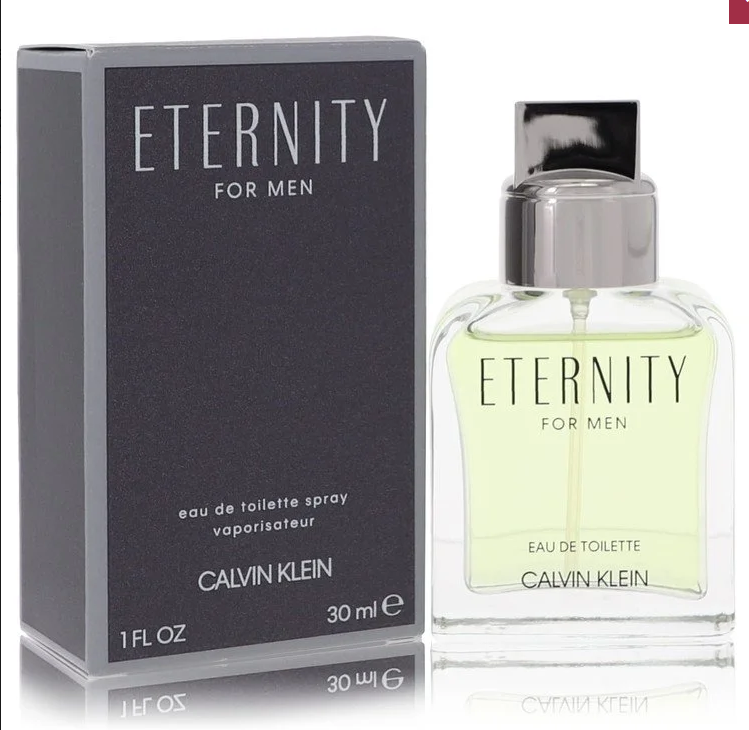 ETERNITY
FOR MEN
eau de toilette spray
vaporisateur
CALVIN KLEIN
1 FL OZ
30 ml ℮
ETERNITY
FOR MEN
EAU DE TOILETTE
CALVIN KLEIN